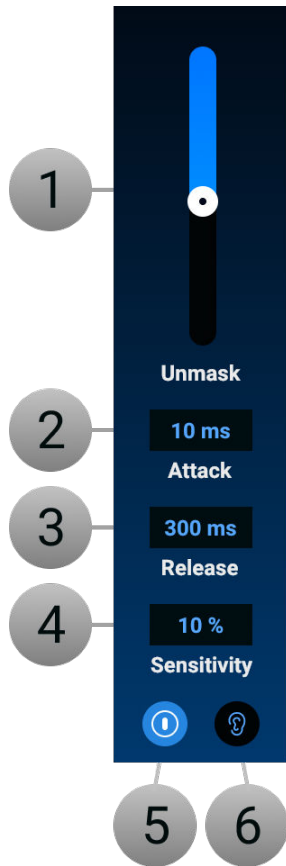 1
Unmask
2
10 ms
Attack
3
300 ms
Release
4
10 %
Sensitivity
5
6